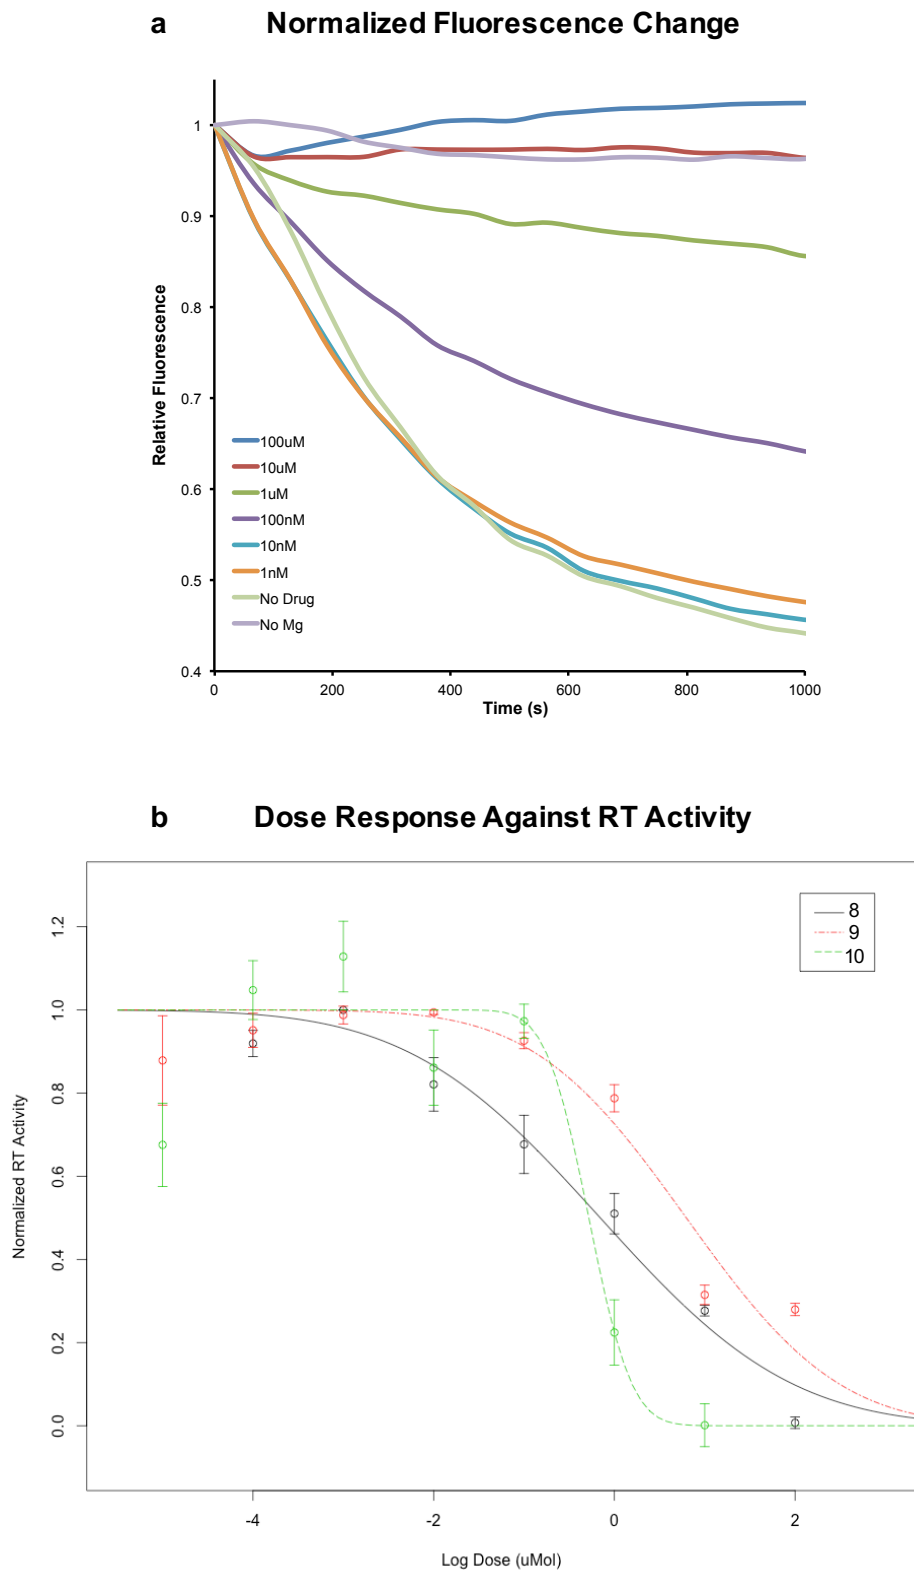 a Normalized Fluorescence Change
1
0.9
0.8
0.7
0.6
0.5
0.4
Relative Fluorescence
100uM
10uM
1uM
100nM
10nM
1nM
No Drug
No Mg
0 200 400 600 800 1000
Time (s)
b Dose Response Against RT Activity
8
9
10
1.2
1.0
0.8
0.6
0.4
0.2
0.0
Normalized RT Activity
-4 -2 0 2
Log Dose (uMol)